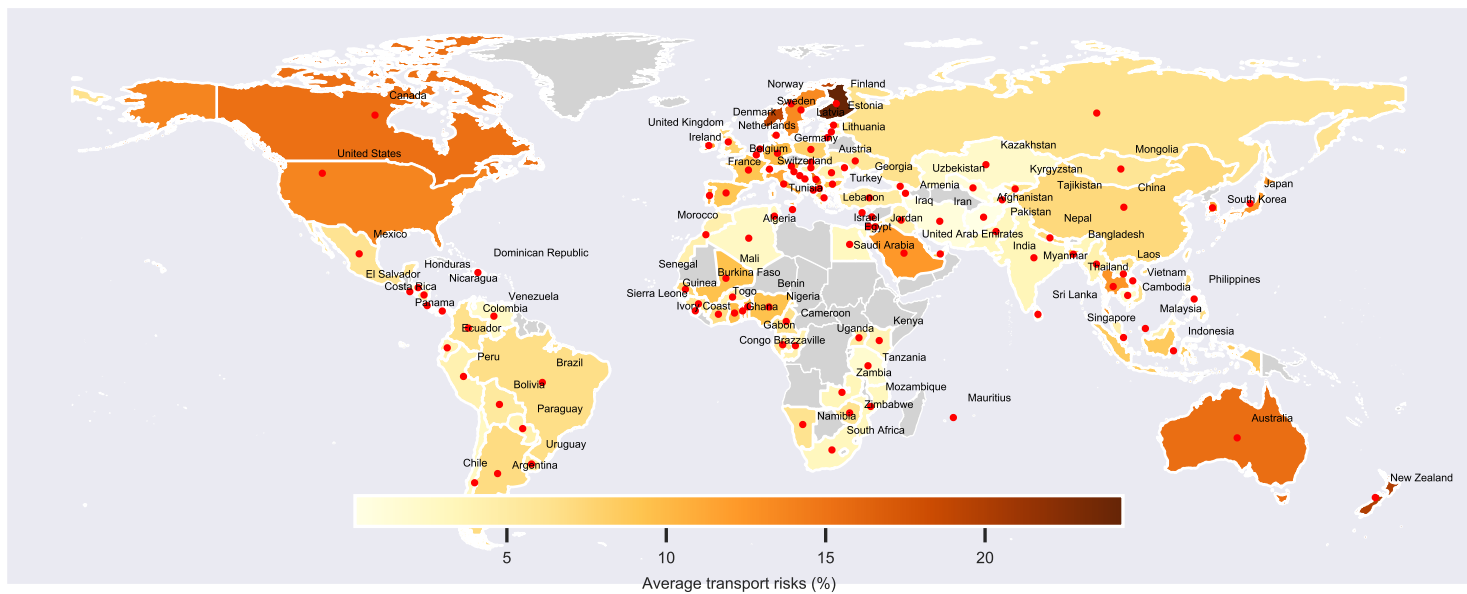 Norway
Finland
Canada
Sweden
Estonia
Denmark
Latvia
United Kingdom
Netherlands
Lithuania
Ireland
Germany
Kazakhstan
United States
Belgium
Austria
Mongolia
France
Switzerland
Georgia
Uzbekistan
Kyrgyzstan
Turkey
Armenia
Tajikistan
China
Japan
Tunisia
Lebanon
Iraq
Iran
Afghanistan
South Korea
Morocco
Algeria
Israel
Jordan
Pakistan
Nepal
Mexico
Egypt
United Arab Emirates
Bangladesh
Dominican Republic
Saudi Arabia
India
Myanmar
Laos
Honduras
Senegal
Mali
Thailand
El Salvador
Nicaragua
Burkina Faso
Vietnam
Philippines
Costa Rica
Guinea
Benin
Cambodia
Panama
Venezuela
Sierra Leone
Togo
Nigeria
Sri Lanka
Malaysia
Colombia
Ivory Coast
Ghana
Cameroon
Singapore
Ecuador
Gabon
Uganda
Kenya
Indonesia
Congo Brazzaville
Peru
Brazil
Tanzania
Bolivia
Zambia
Mozambique
Paraguay
Zimbabwe
Mauritius
Namibia
Australia
Uruguay
South Africa
Chile
Argentina
New Zealand
5 10 15 20
Average transport risks (%)